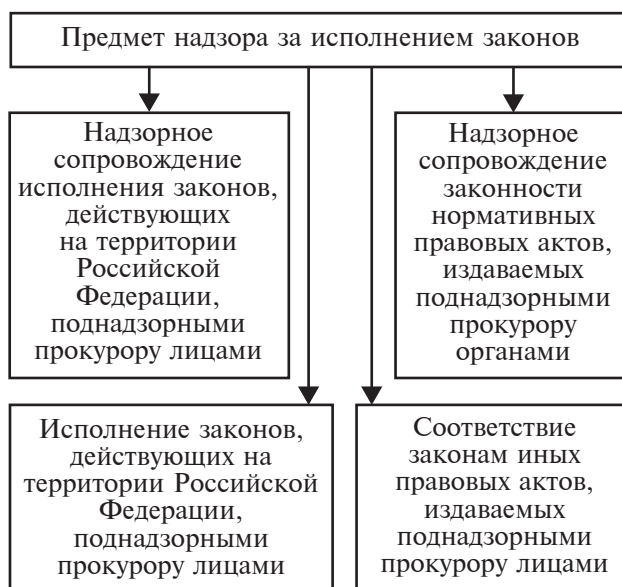 Предмет надзора за исполнением законов
Надзорное
сопровождение
исполнения законов,
действующих
на территории
Российской
Федерации,
поднадзорными
прокурору лицами
Надзорное
сопровождение
законности
нормативных
правовых актов,
издаваемых
поднадзорными
прокурору
органами
Исполнение законов,
действующих на
территории Российской
Федерации,
поднадзорными
прокурору лицами
Соответствие
законам иных
правовых актов,
издаваемых
поднадзорными
прокурору лицами